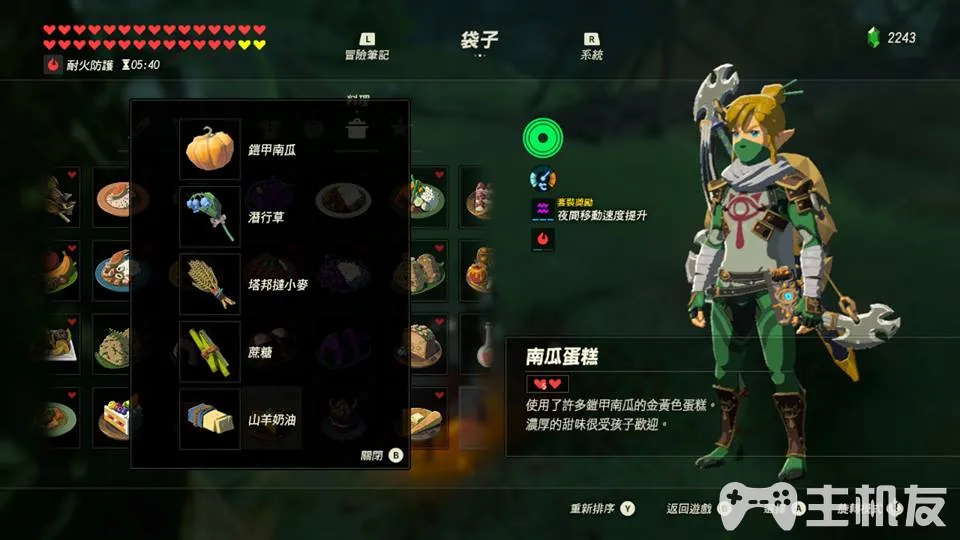 L
冒險筆記
袋子
R
系統
2243
耐火防護 05:40
料理
鎧甲南瓜
潛行草
塔邦撻小麥
蔗糖
山羊奶油
關閉 B
套裝獎勵
夜間移動速度提升
南瓜蛋糕
使用了許多鎧甲南瓜的金黃色蛋糕。
濃厚的甜味很受孩子歡迎。
重新排序 Y
返回遊戲
選擇 A
主机友